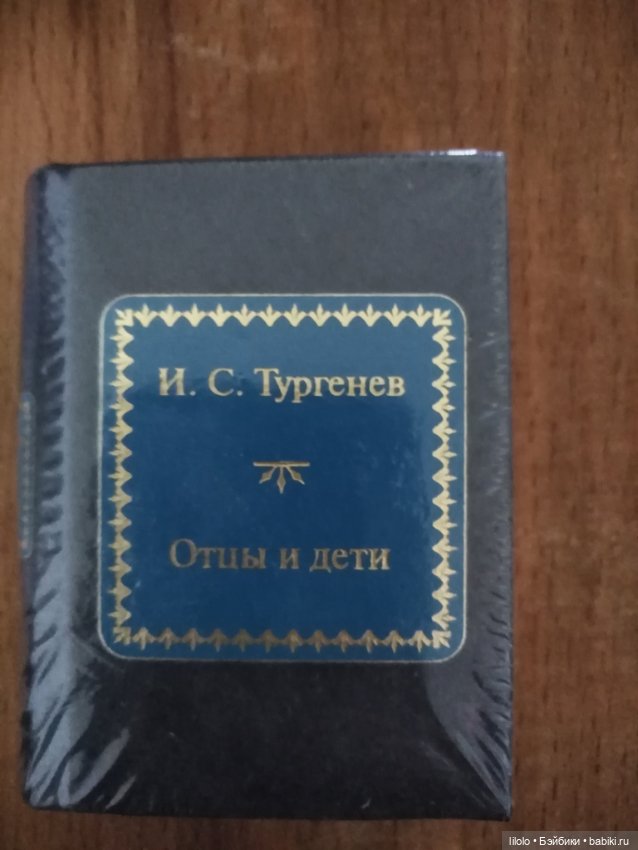 И. С. Тургенев
Отцы и дети
lilolo • Бэйбики • babiki.ru